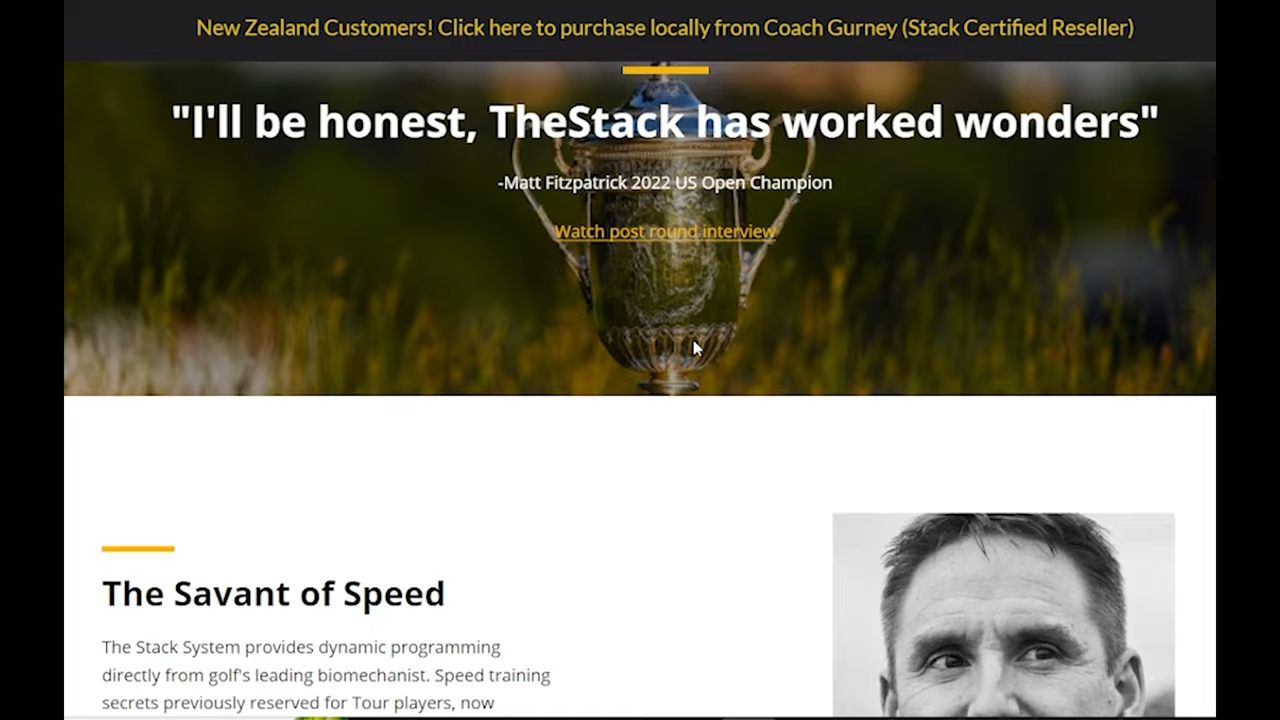 New Zealand Customers! Click here to purchase locally from Coach Gurney (Stack Certified Reseller)
"I'll be honest, TheStack has worked wonders"
-Matt Fitzpatrick 2022 US Open Champion
Watch post round interview
The Savant of Speed
The Stack System provides dynamic programming
directly from golf's leading biomechanist. Speed training
secrets previously reserved for Tour players, now